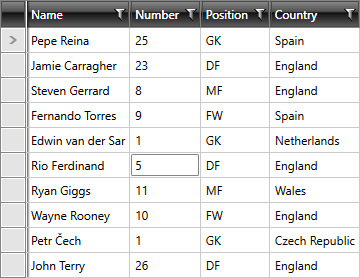 Name Number Position Country
Pepe Reina 25 GK Spain
Jamie Carragher 23 DF England
Steven Gerrard 8 MF England
Fernando Torres 9 FW Spain
Edwin van der Sar 1 GK Netherlands
Rio Ferdinand 5 DF England
Ryan Giggs 11 MF Wales
Wayne Rooney 10 FW England
Petr Čech 1 GK Czech Republic
John Terry 26 DF England